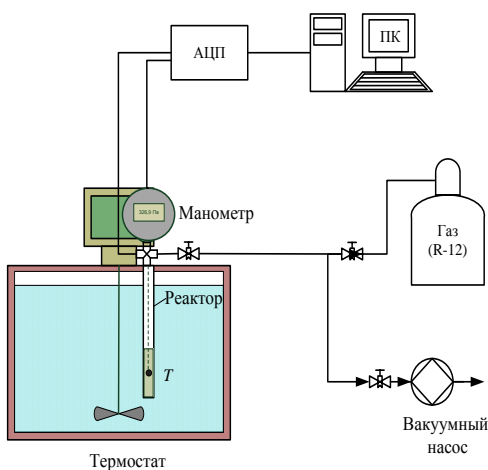 АЦП
ПК
320,0 Па
Манометр
Газ
(R-12)
Реактор
T
Вакуумный
насос
Термостат